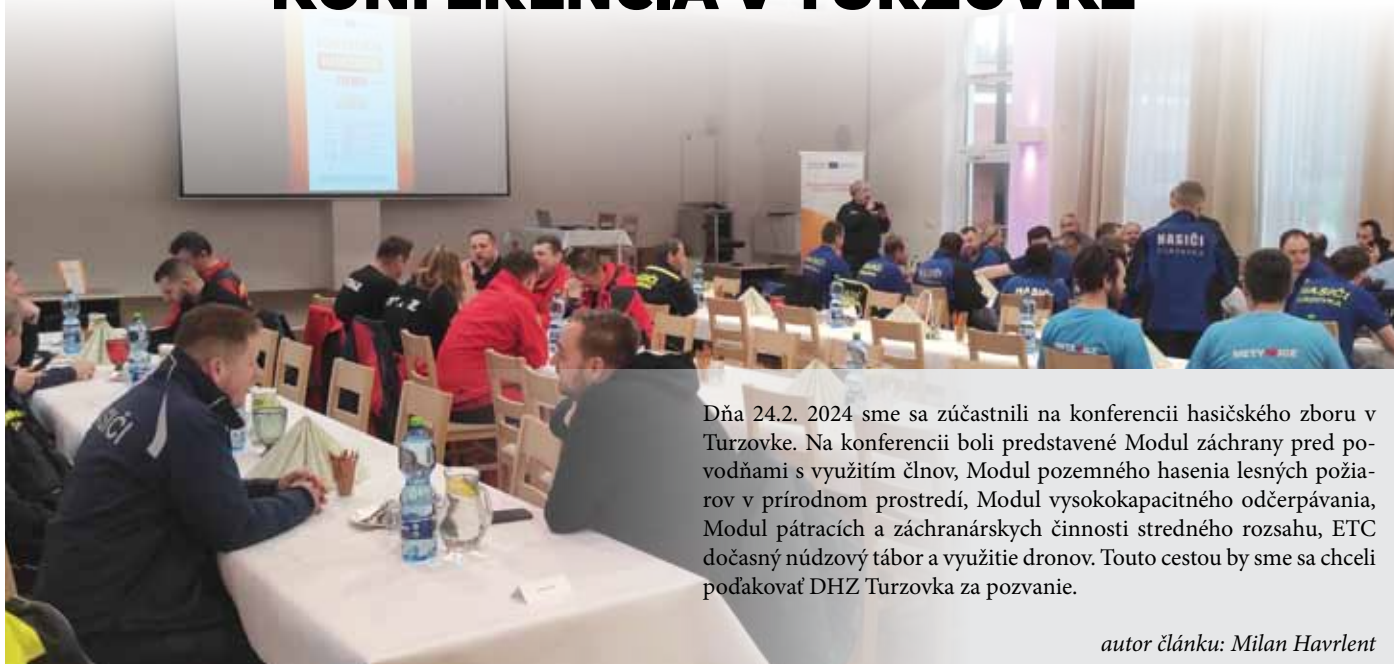 KONFERENCIA V TURZOVKE
HASIČI
TURZOVKA
HASIČI
Dňa 24.2. 2024 sme sa zúčastnili na konferencii hasičského zboru v
Turzovke. Na konferencii boli predstavené Modul záchrany pred po-
vodňami s využitím člnov, Modul pozemného hasenia lesných požia-
rov v prírodnom prostredí, Modul vysokokapacitného odčerpávania,
Modul pátracích a záchranárskych činnosti stredného rozsahu, ETC
dočasný núdzový tábor a využitie dronov. Touto cestou by sme sa chceli
poďakovať DHZ Turzovka za pozvanie.
autor článku: Milan Havrlent